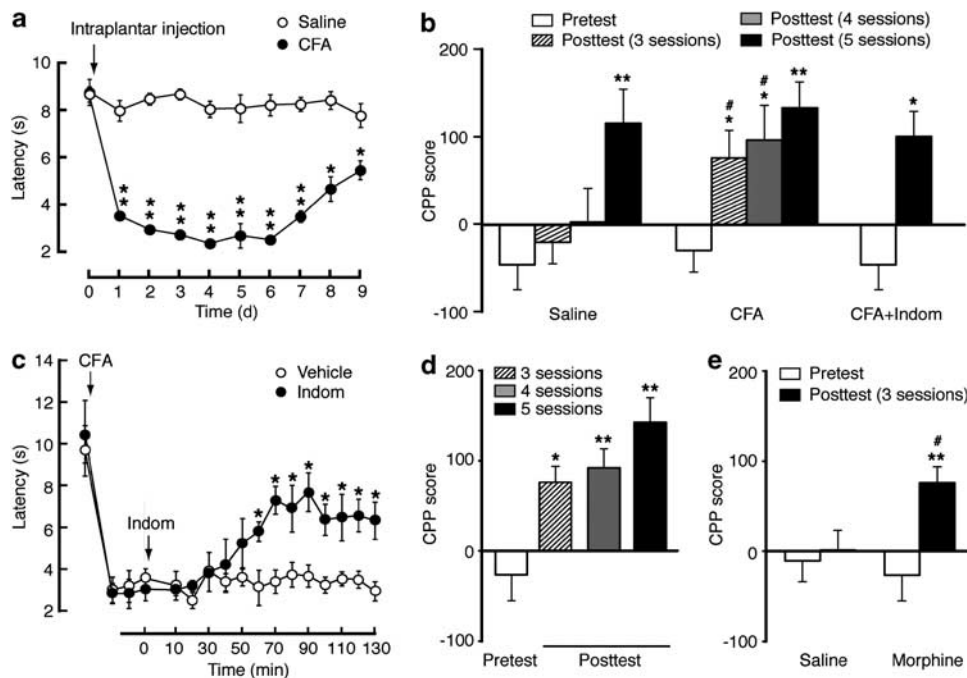 a
Saline
CFA
Intraplantar injection
Latency (s)
10
8
6
4
2
** ** ** ** ** ** ** * *
0 1 2 3 4 5 6 7 8 9
Time (d)
b
Pretest
Posttest (3 sessions)
Posttest (4 sessions)
Posttest (5 sessions)
CPP score
200
100
0
-100
** # * # * ** *
Saline CFA CFA+Indom
c
CFA
Vehicle
Indom
Indom
Latency (s)
14
12
10
8
6
4
2
* * * * * * * *
0 10 30 50 70 90 110 130
Time (min)
d
3 sessions
4 sessions
5 sessions
CPP score
200
100
0
-100
* ** **
Pretest Posttest
e
Pretest
Posttest (3 sessions)
CPP score
200
100
0
-100
#
**
Saline Morphine